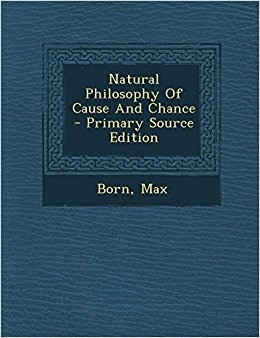 Natural
Philosophy Of
Cause And Chance
- Primary Source
Edition
Born, Max